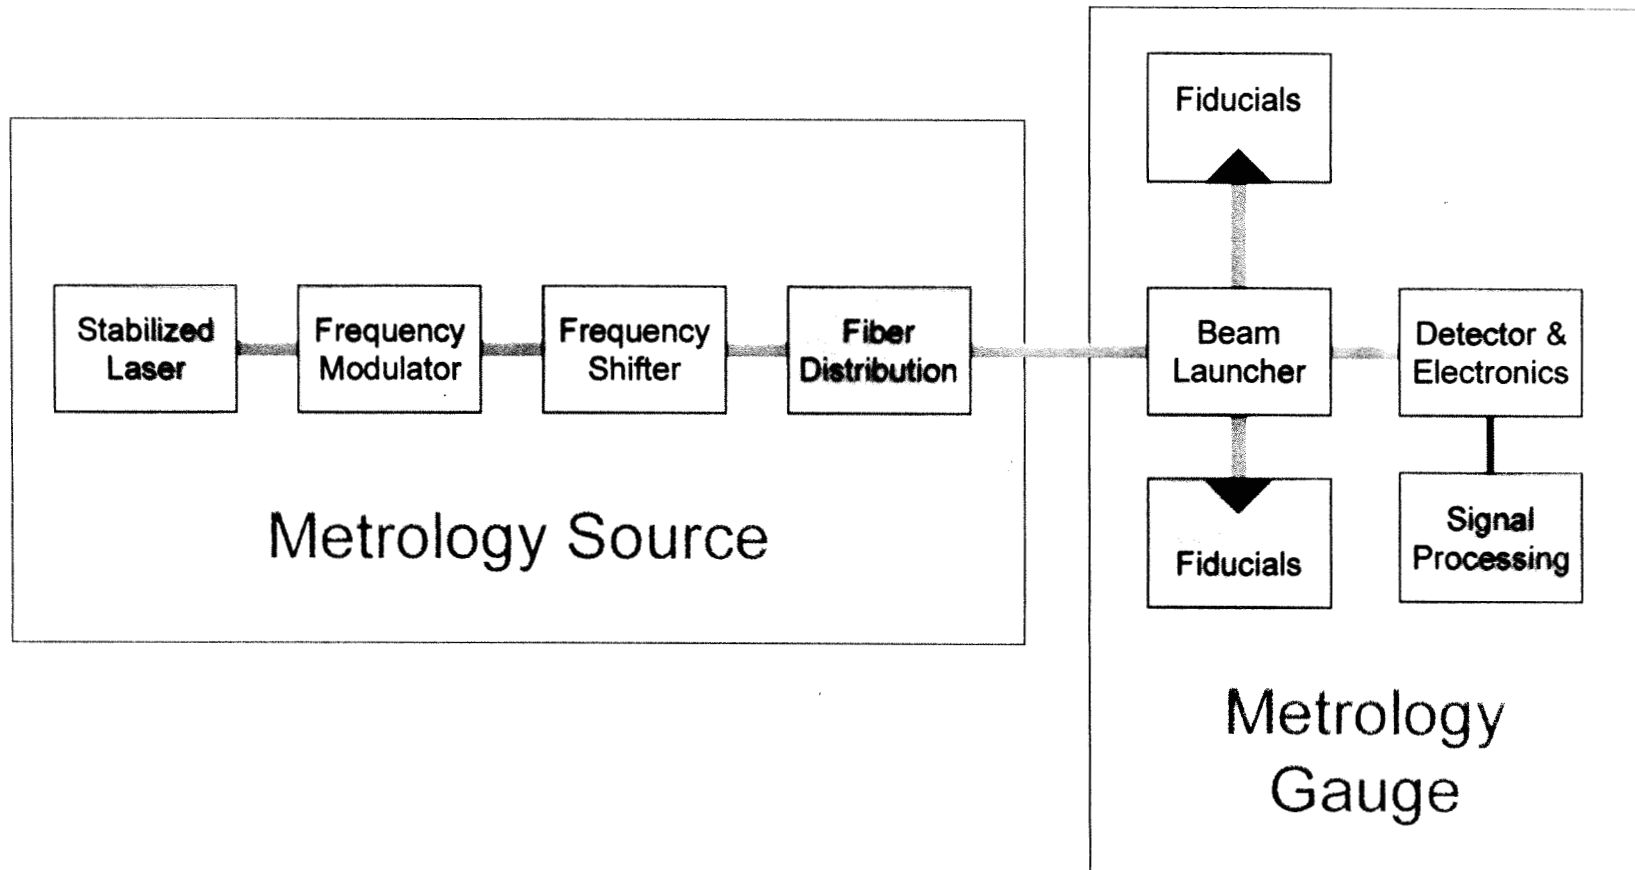 Stabilized
Laser
Frequency
Modulator
Frequency
Shifter
Fiber
Distribution
Metrology Source
Fiducials
Beam
Launcher
Detector &
Electronics
Fiducials
Signal
Processing
Metrology
Gauge